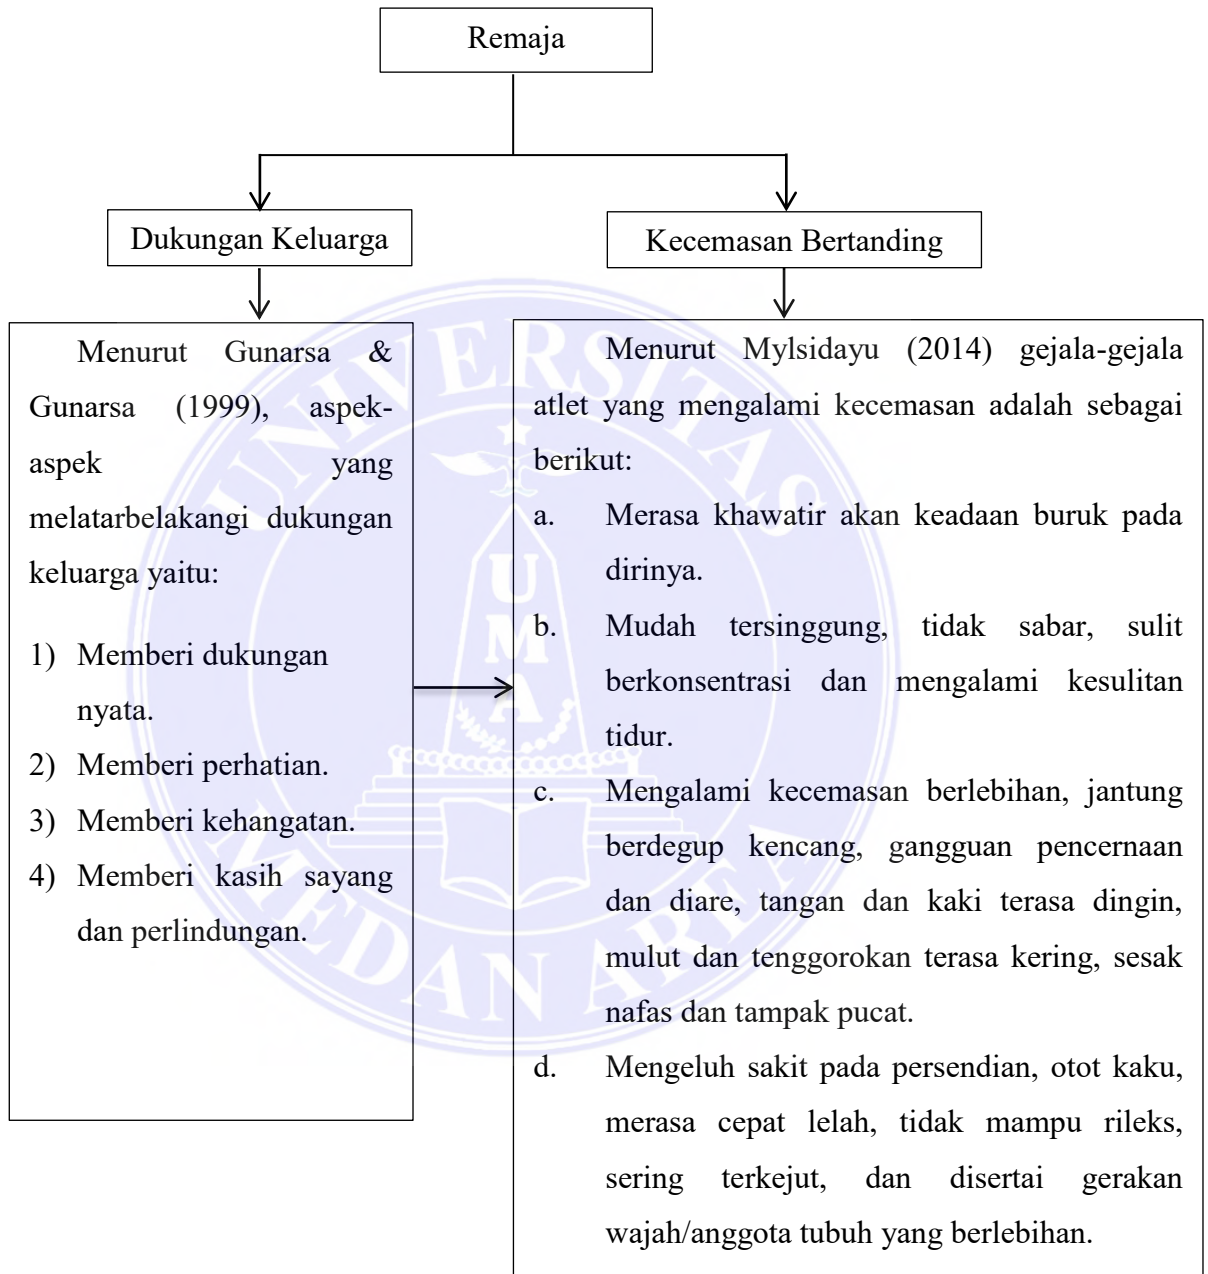 Remaja
Dukungan Keluarga
Kecemasan Bertanding
Menurut Gunarsa &
Gunarsa (1999), aspek-
aspek yang
melatarbelakangi dukungan
keluarga yaitu:
1) Memberi dukungan
nyata.
2) Memberi perhatian.
3) Memberi kehangatan.
4) Memberi kasih sayang
dan perlindungan.
Menurut Mylsidayu (2014) gejala-gejala
atlet yang mengalami kecemasan adalah sebagai
berikut:
a. Merasa khawatir akan keadaan buruk pada
dirinya.
b. Mudah tersinggung, tidak sabar, sulit
berkonsentrasi dan mengalami kesulitan
tidur.
c. Mengalami kecemasan berlebihan, jantung
berdegup kencang, gangguan pencernaan
dan diare, tangan dan kaki terasa dingin,
mulut dan tenggorokan terasa kering, sesak
nafas dan tampak pucat.
d. Mengeluh sakit pada persendian, otot kaku,
merasa cepat lelah, tidak mampu rileks,
sering terkejut, dan disertai gerakan
wajah/anggota tubuh yang berlebihan.
UNIVERSITAS
MEDAN AREA
UMA